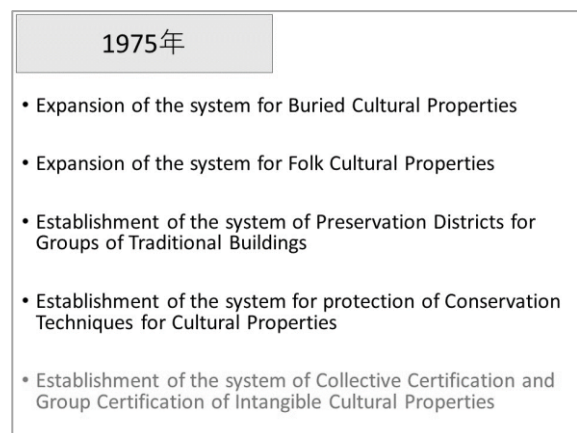 1975年
• Expansion of the system for Buried Cultural Properties
• Expansion of the system for Folk Cultural Properties
• Establishment of the system of Preservation Districts for
Groups of Traditional Buildings
• Establishment of the system for protection of Conservation
Techniques for Cultural Properties
• Establishment of the system of Collective Certification and
Group Certification of Intangible Cultural Properties